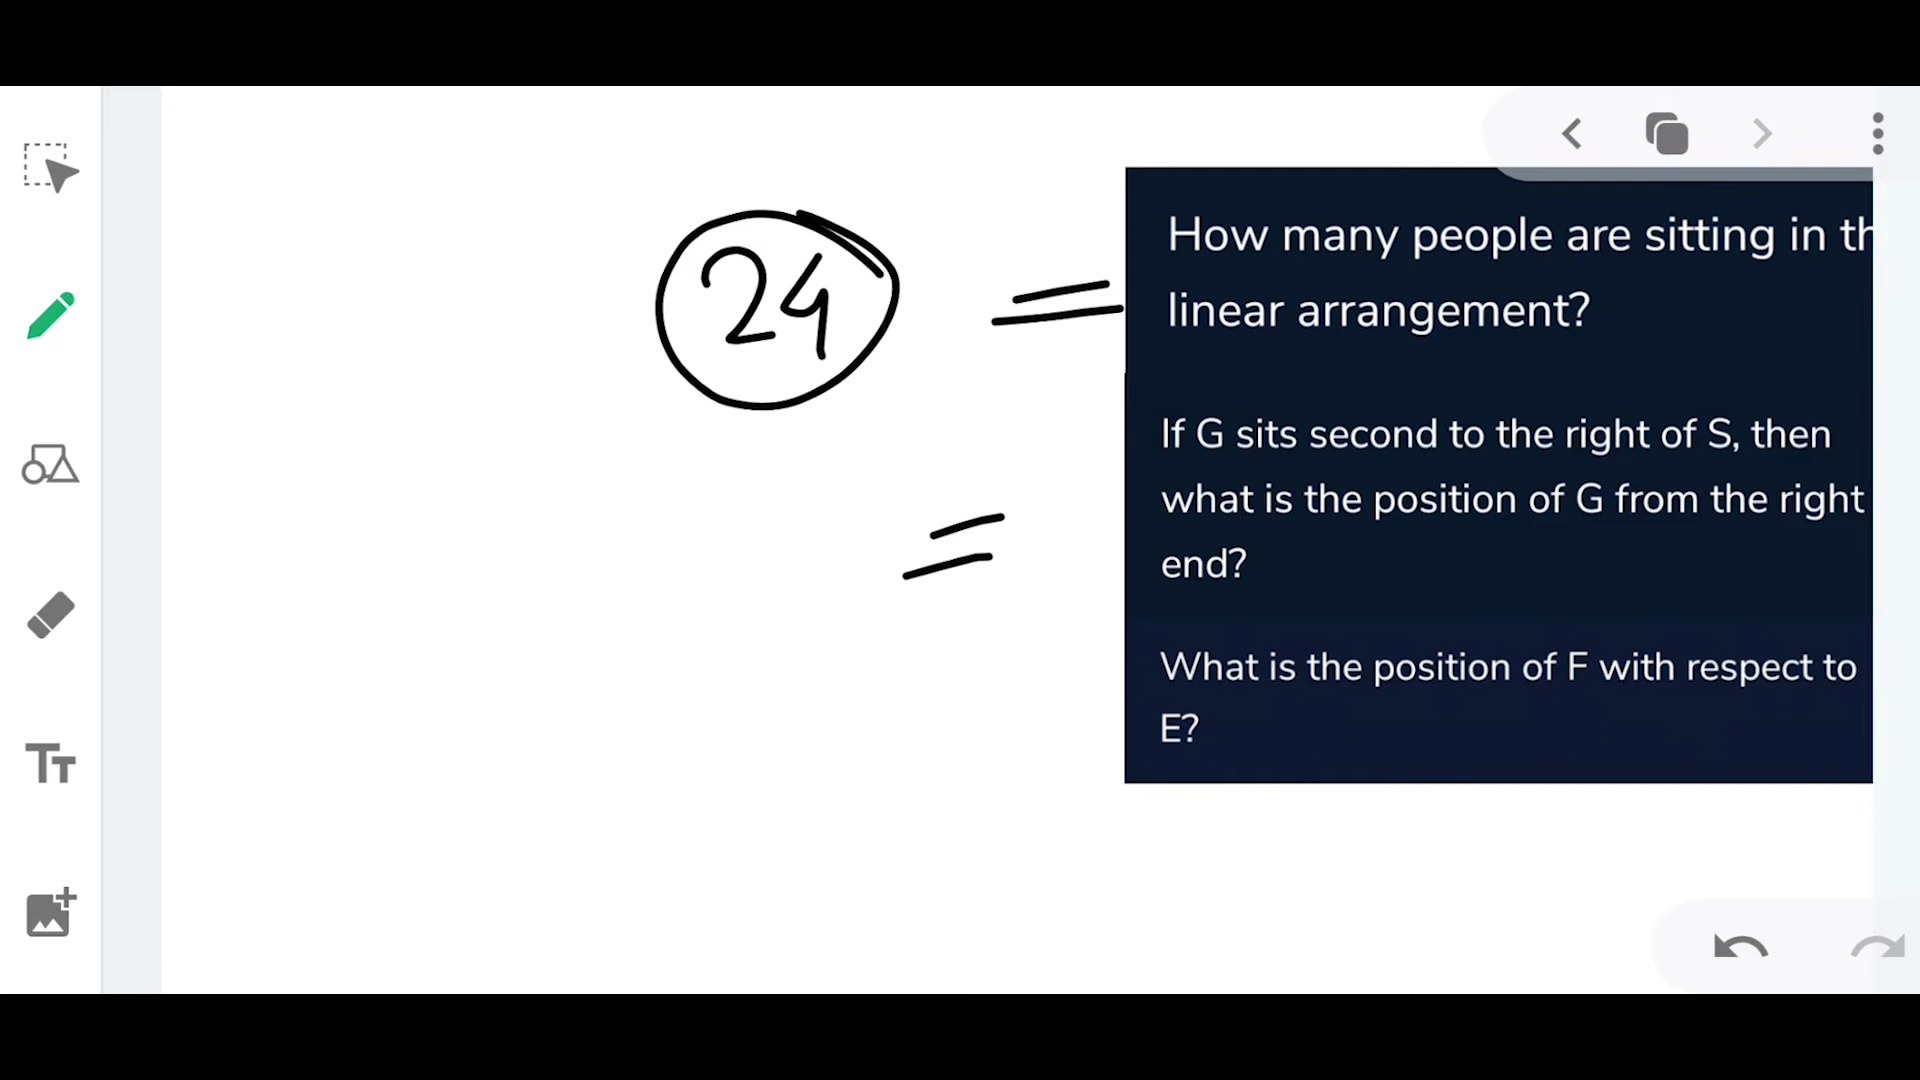 24 =
How many people are sitting in th
linear arrangement?
=
If G sits second to the right of S, then
what is the position of G from the right
end?
What is the position of F with respect to
E?
Tт